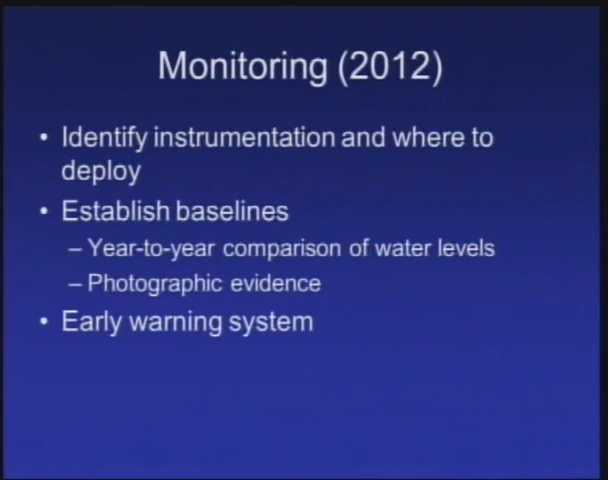 Monitoring (2012)
• Identify instrumentation and where to
deploy
• Establish baselines
– Year-to-year comparison of water levels
– Photographic evidence
• Early warning system